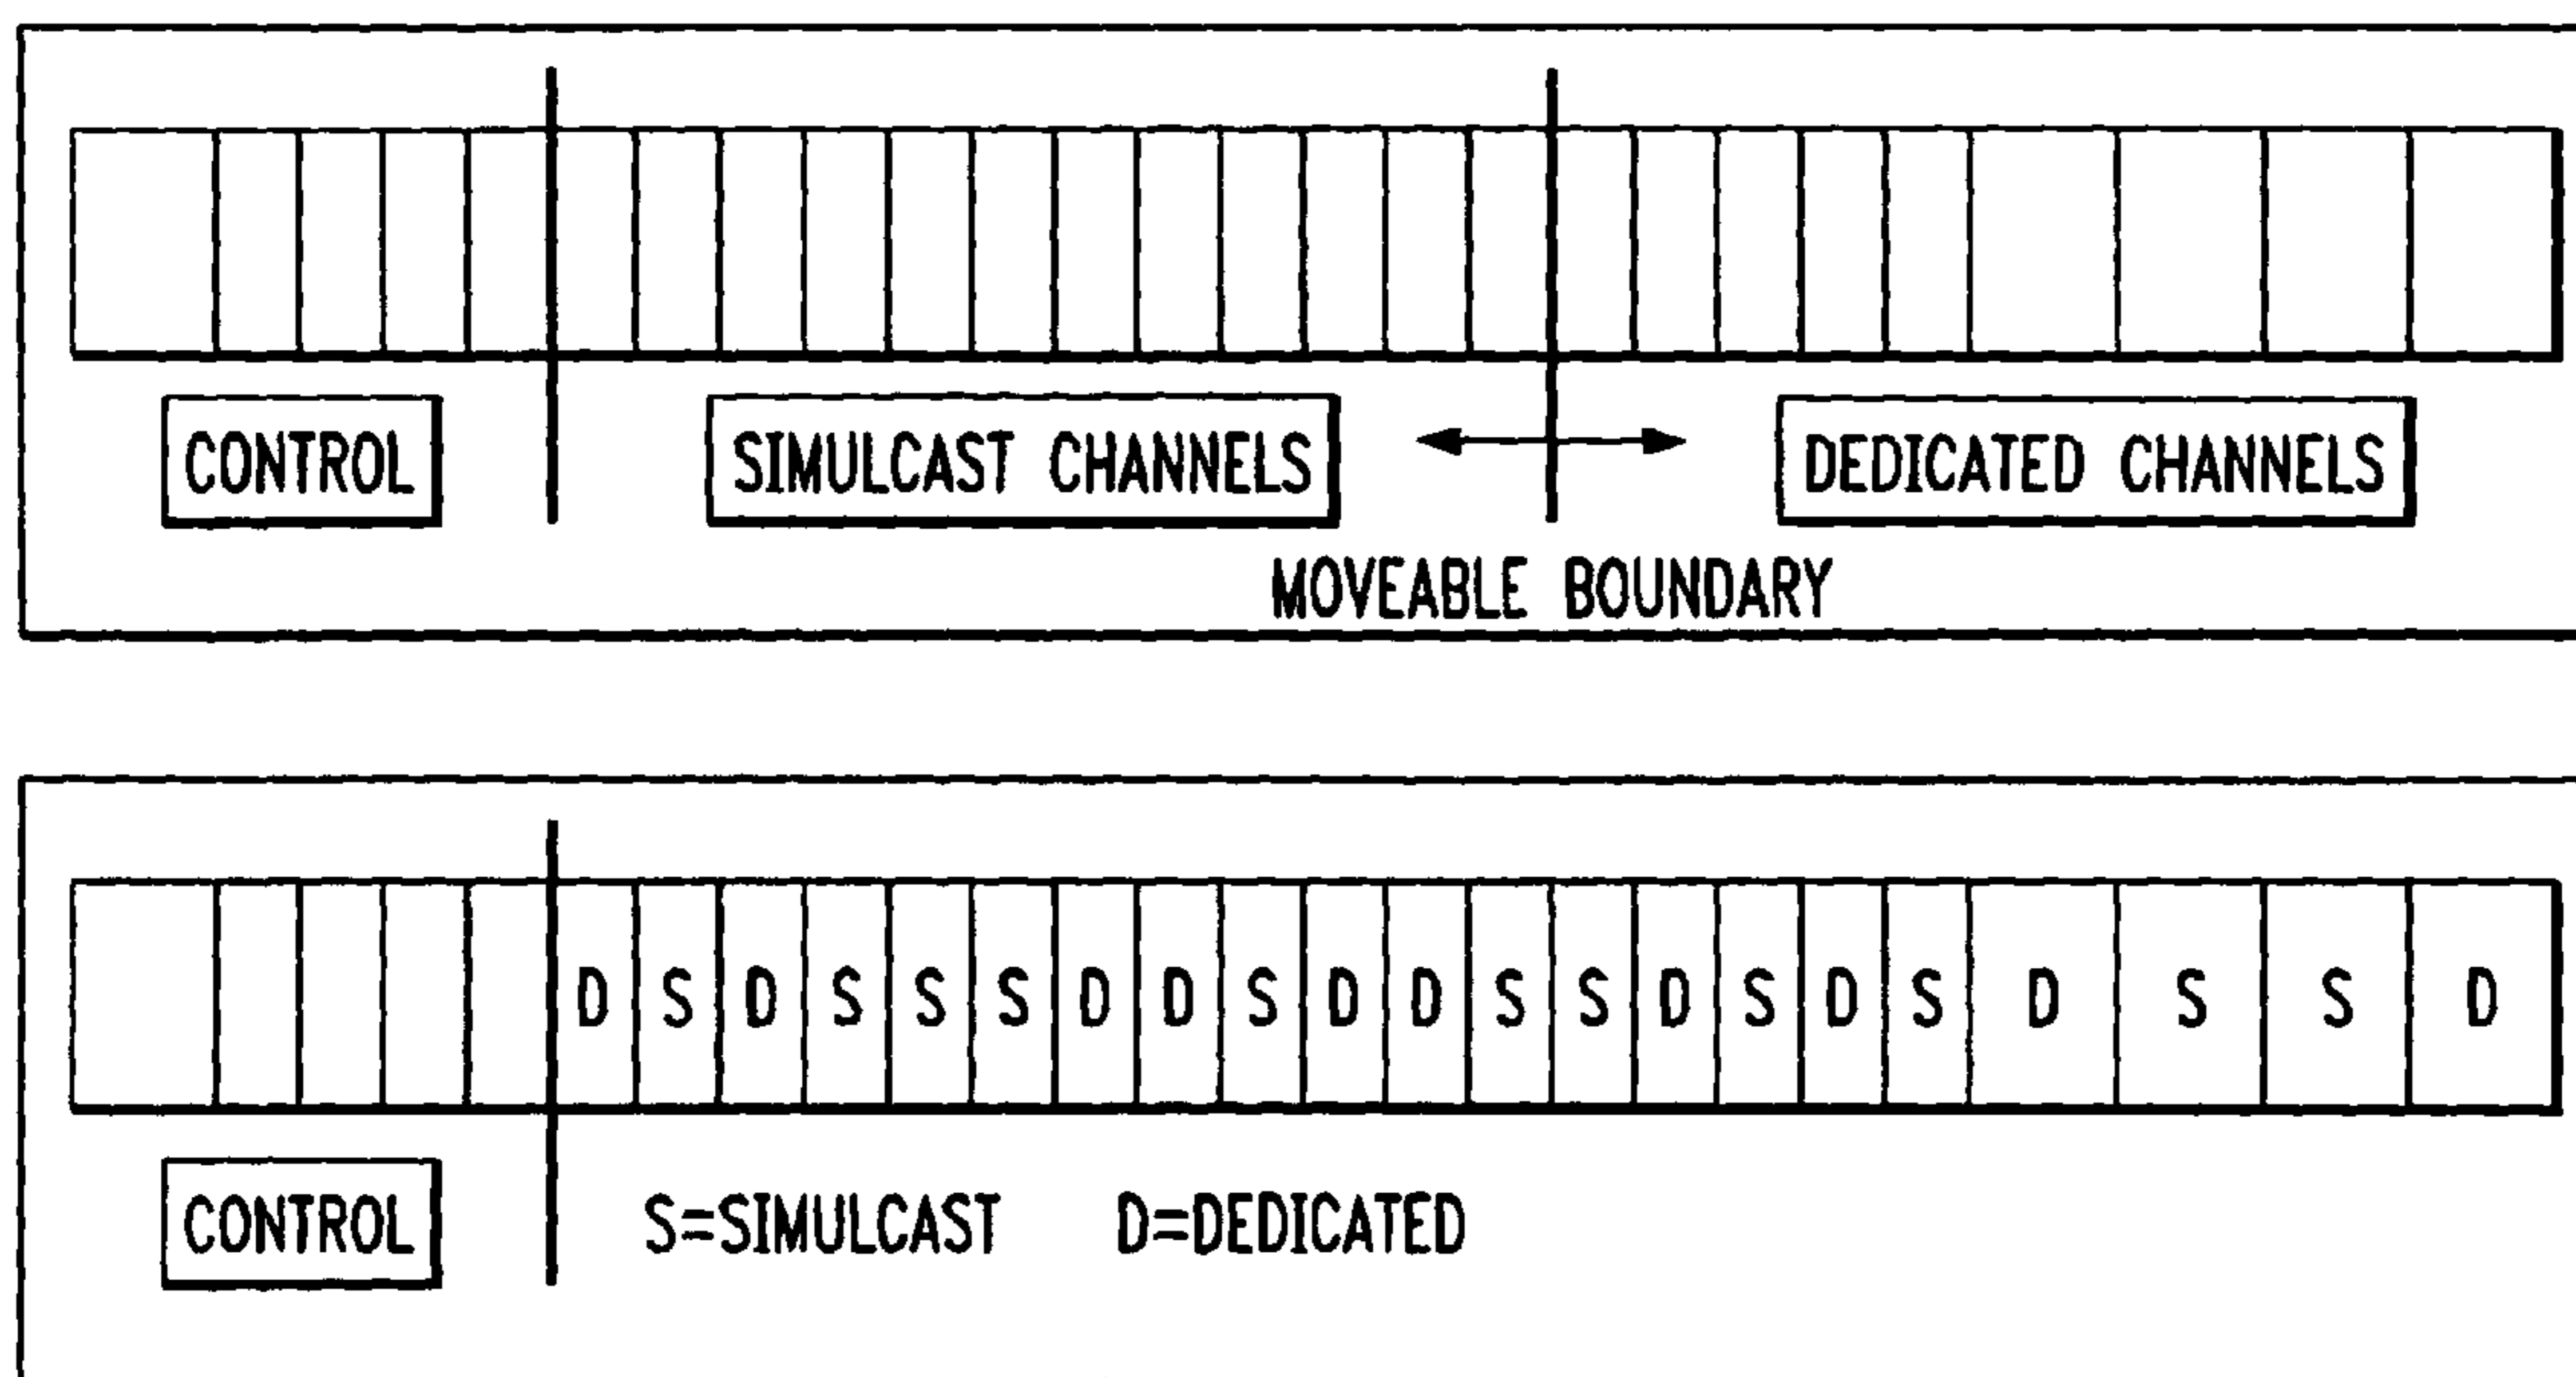 CONTROL
SIMULCAST CHANNELS
DEDICATED CHANNELS
MOVEABLE BOUNDARY
D S D S S S D D S D D S S D S D S D S S D
CONTROL
S=SIMULCAST D=DEDICATED